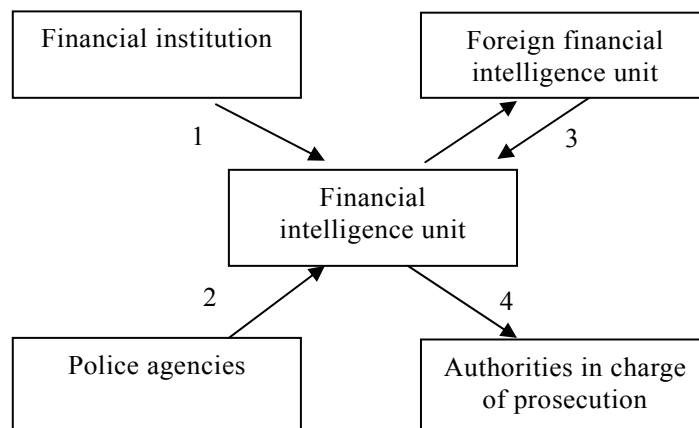 Financial institution
Foreign financial
intelligence unit
1
3
Financial
intelligence unit
2
4
Police agencies
Authorities in charge
of prosecution